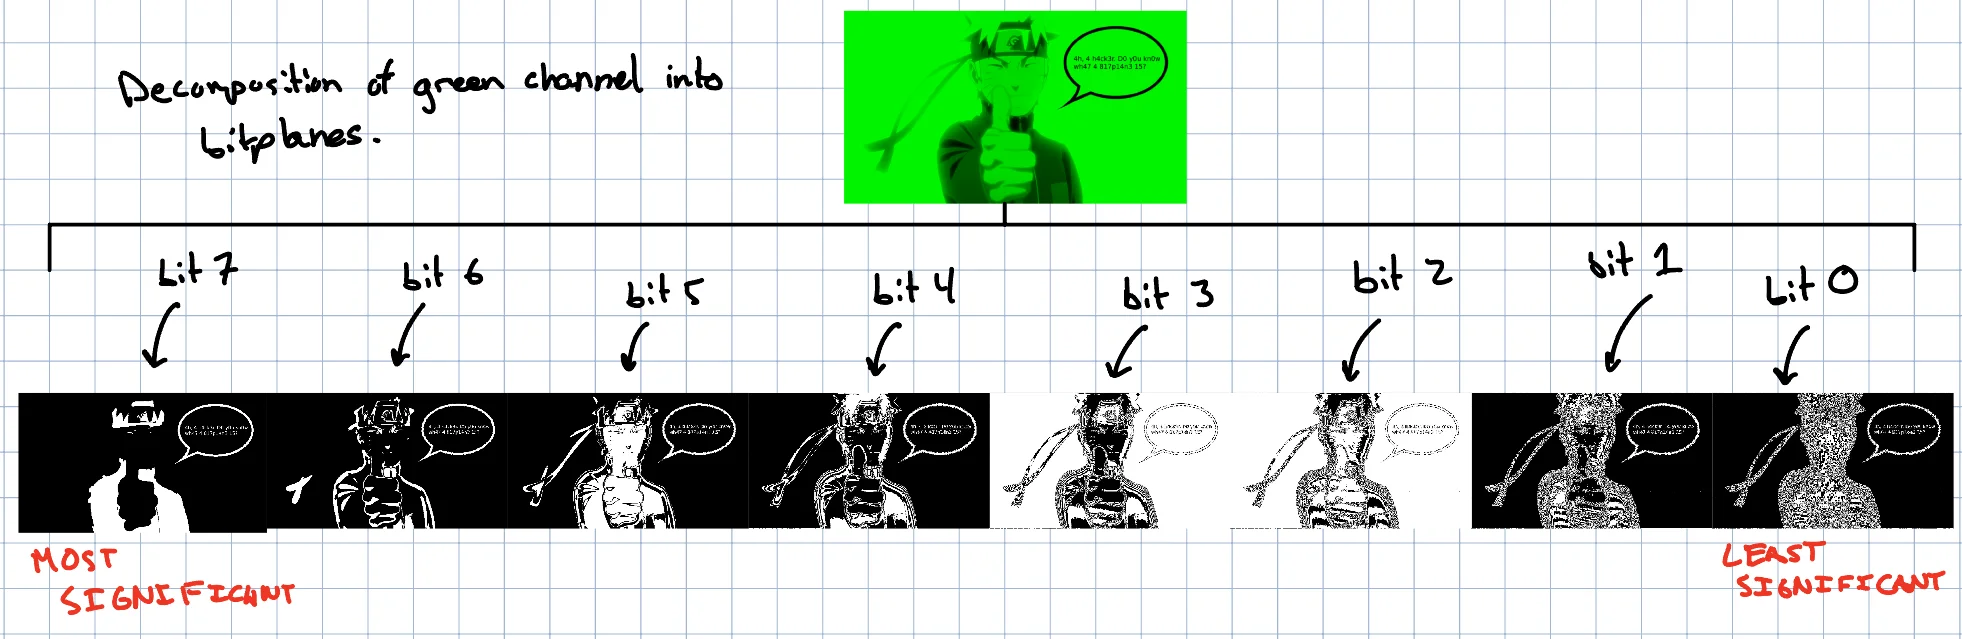 Decomposition of green channel into
bitplanes.
4h, 4 h4ck3r. D0 y0u kn0w
wh47 4 817p14n3 15?
bit 7
bit 6
bit 5
bit 4
bit 3
bit 2
bit 1
bit 0
MOST
SIGNIFICANT
LEAST
SIGNIFICANT